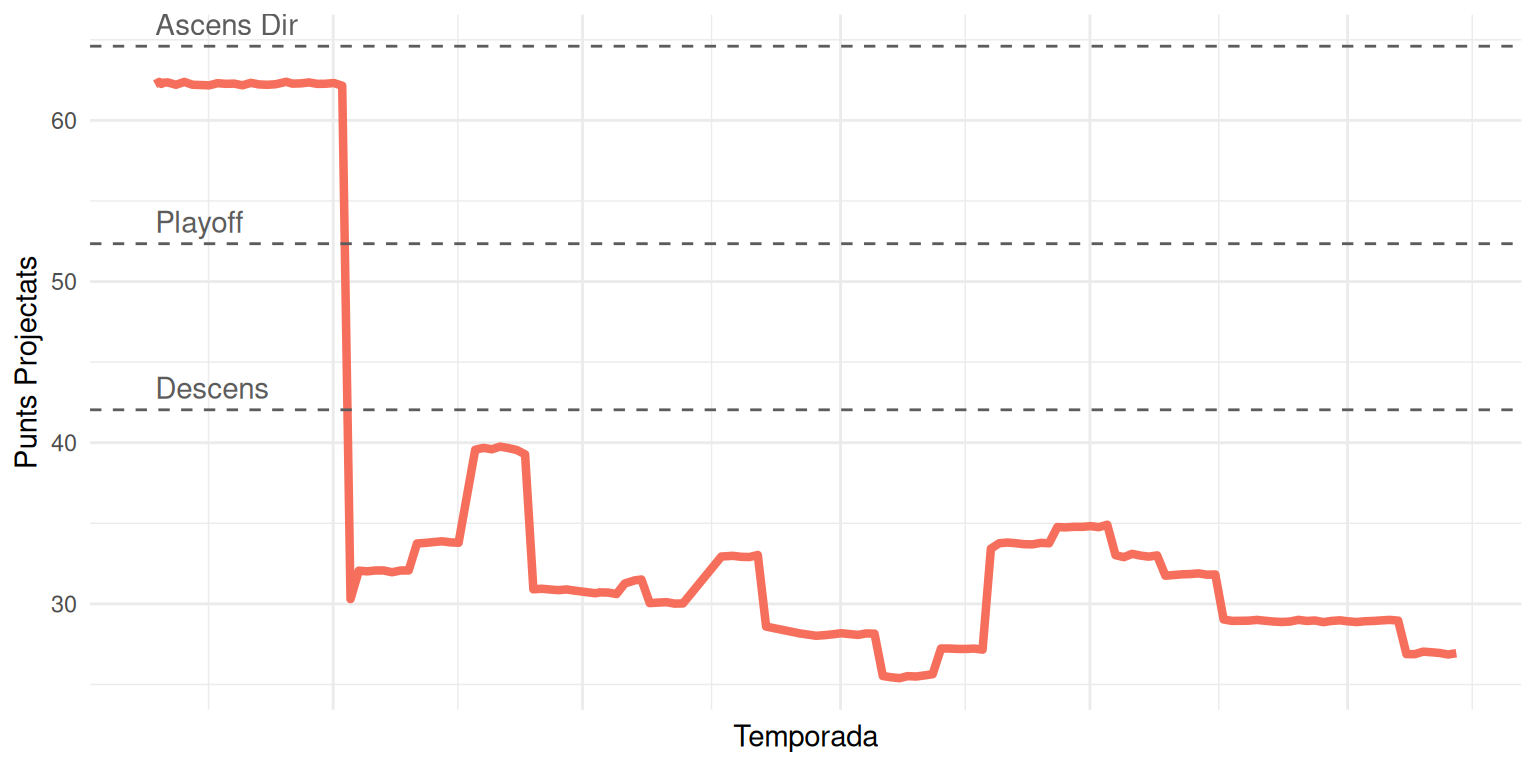 Ascens Dir
60
Playoff
50
Descens
40
30
Punts Projectats
Temporada